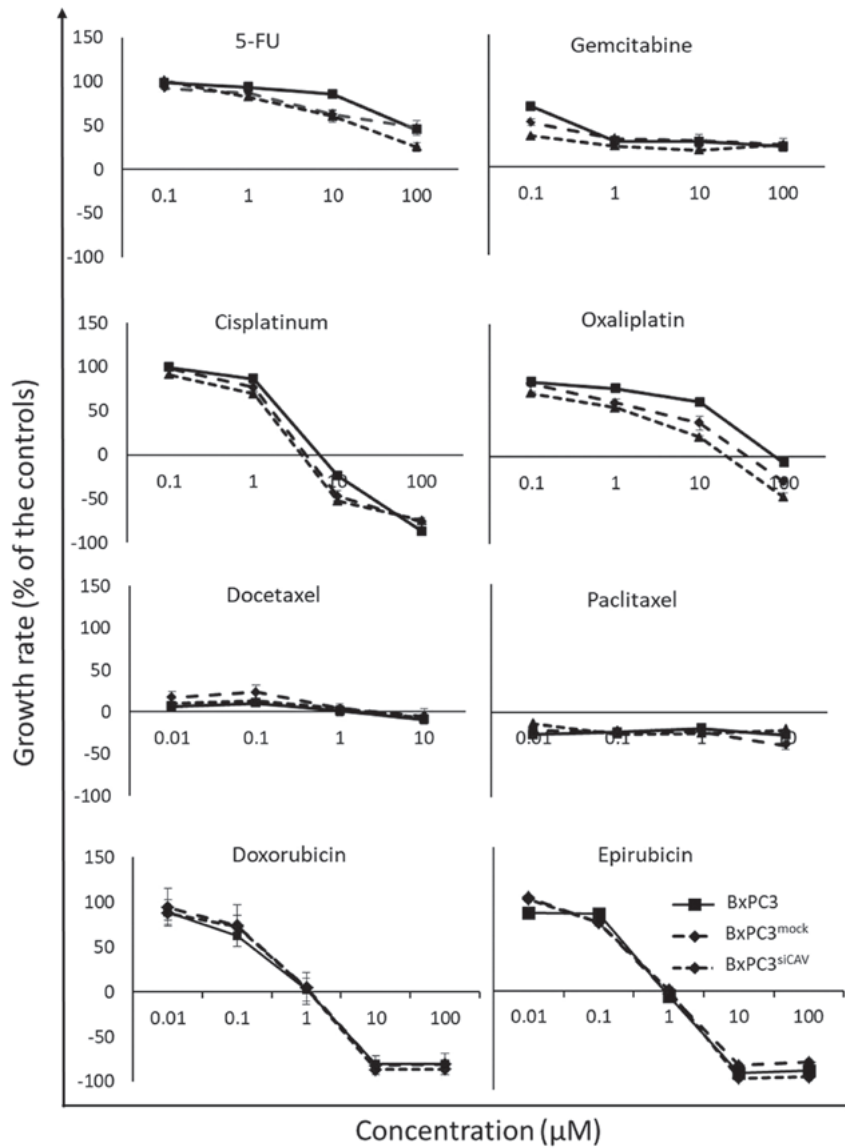 5-FU
150
100
50
0
-50
-100
0.1 1 10 100
Gemcitabine
0.1 1 10 100
Cisplatinum
150
100
50
0
-50
-100
0.1 1 10 100
Oxaliplatin
0.1 1 10 100
Docetaxel
150
100
50
0
-50
-100
0.01 0.1 1 10
Paclitaxel
0.01 0.1 1 10
Doxorubicin
150
100
50
0
-50
-100
0.01 0.1 1 10 100
Epirubicin
0.01 0.1 1 10 100
BxPC3
BxPC3mock
BxPC3siCAV
Growth rate (% of the controls)
Concentration (μM)